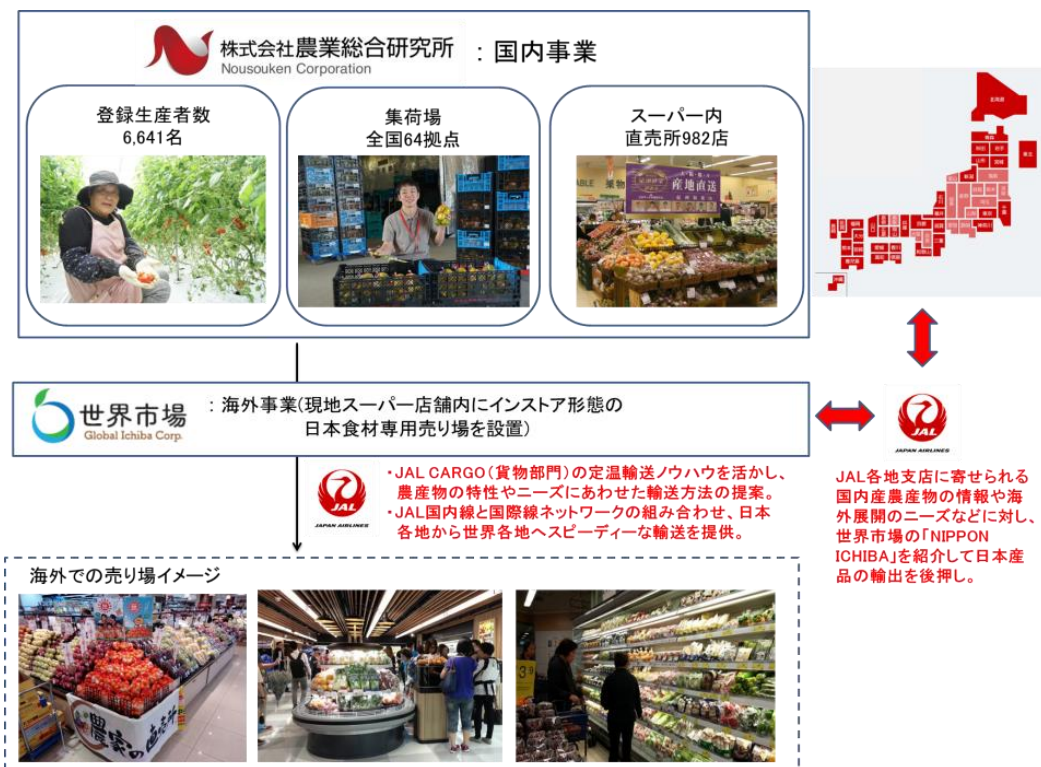 株式会社農業総合研究所 : 国内事業
Nousouken Corporation
登録生産者数
6,641名
集荷場
全国64拠点
スーパー内
直売所982店
産地直送
北海道
世界市場
Global Ichiba Corp.
: 海外事業(現地スーパー店舗内にインストア形態の
日本食材専用売り場を設置)
JAL
JAPAN AIRLINES
JAL
JAPAN AIRLINES
・JAL CARGO(貨物部門)の定温輸送ノウハウを活かし、
農産物の特性やニーズにあわせた輸送方法の提案。
・JAL国内線と国際線ネットワークの組み合わせ、日本
各地から世界各地へスピーディーな輸送を提供。
JAL各地支店に寄せられる
国内産農産物の情報や海
外展開のニーズなどに対し、
世界市場の「NIPPON
ICHIBA」を紹介して日本産
品の輸出を後押し。
海外での売り場イメージ
農家の直売所